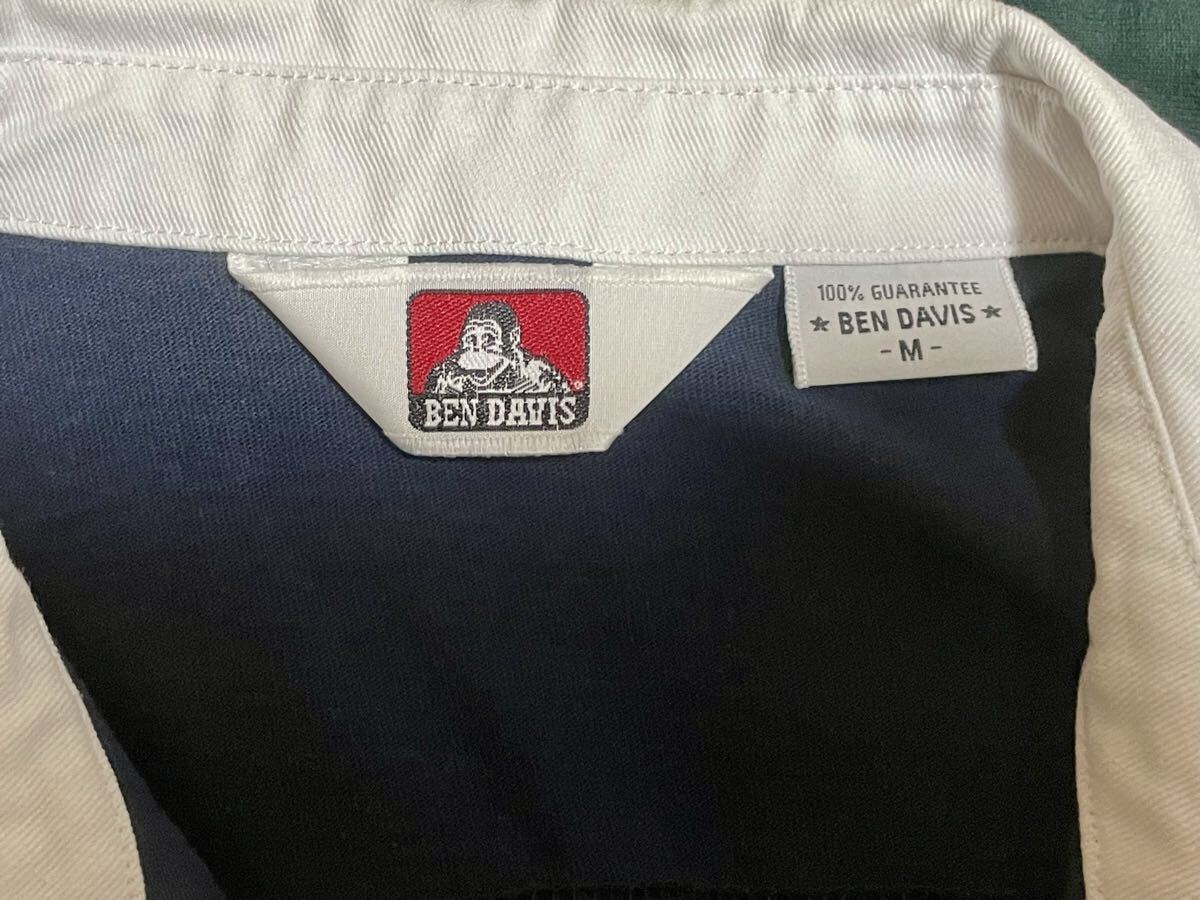 BEN DAVIS
®
100% GUARANTEE
★ BEN DAVIS ★
- M -